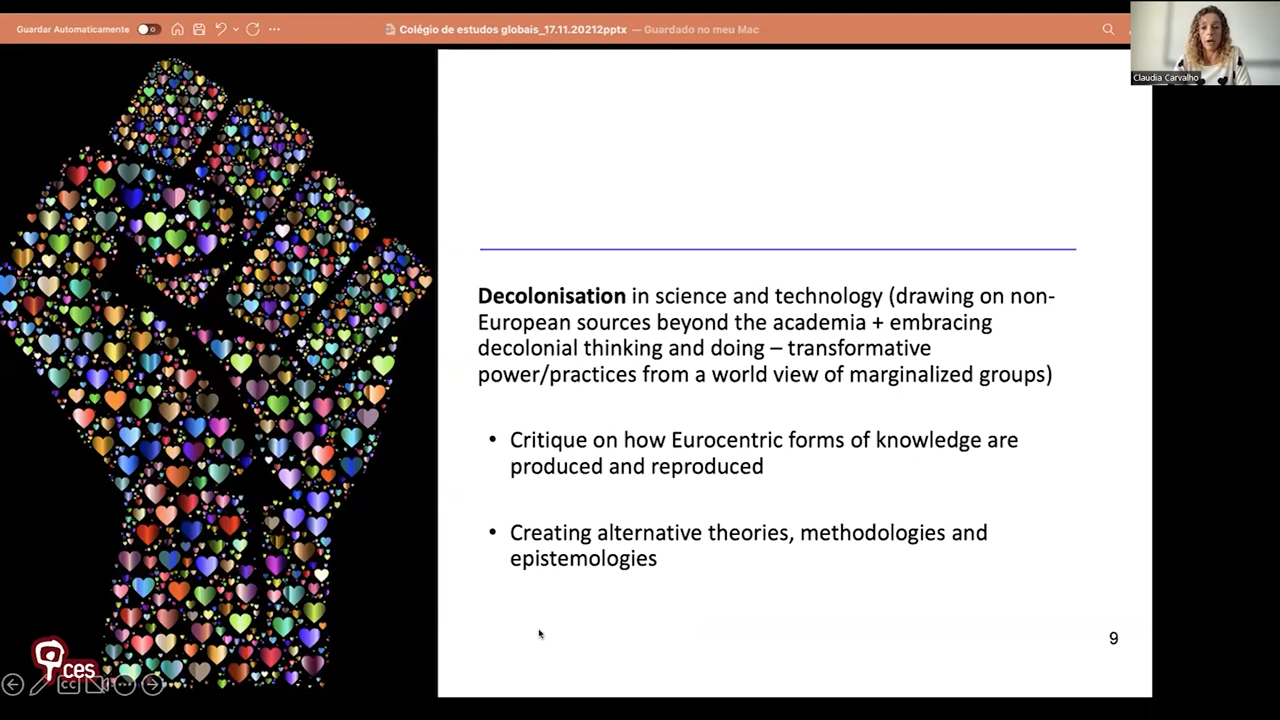 Guardar Automaticamente
Colégio de estudos globais_17.11.20212pptx — Guardado no meu Mac
Claudia Carvalho
Decolonisation in science and technology (drawing on non-
European sources beyond the academia + embracing
decolonial thinking and doing – transformative
power/practices from a world view of marginalized groups)
• Critique on how Eurocentric forms of knowledge are
produced and reproduced
• Creating alternative theories, methodologies and
epistemologies
9
ces
CC